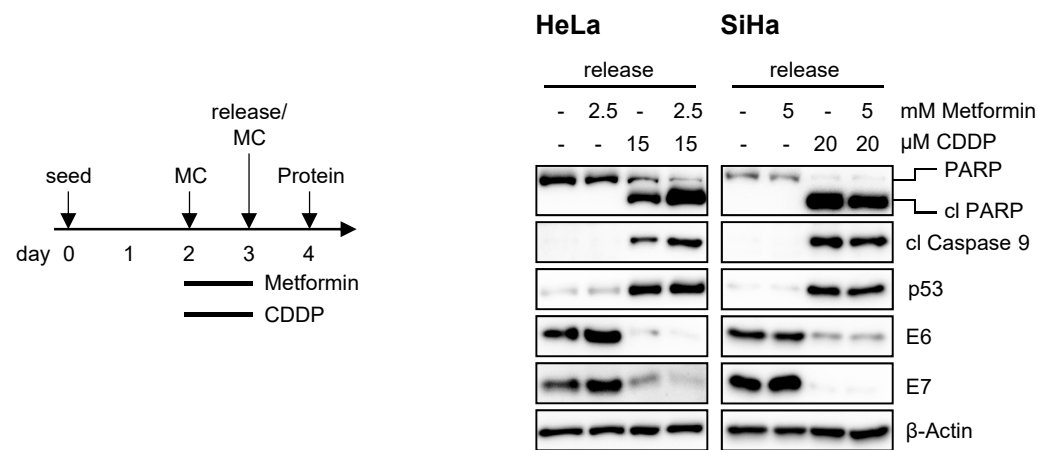 release/
MC
seed MC Protein
day 0 1 2 3 4
Metformin
CDDP
HeLa SiHa
release release
- 2.5 - 2.5 - 5 - 5 mM Metformin
- - 15 15 - - 20 20 µM CDDP
PARP
cl PARP
cl Caspase 9
p53
E6
E7
β-Actin